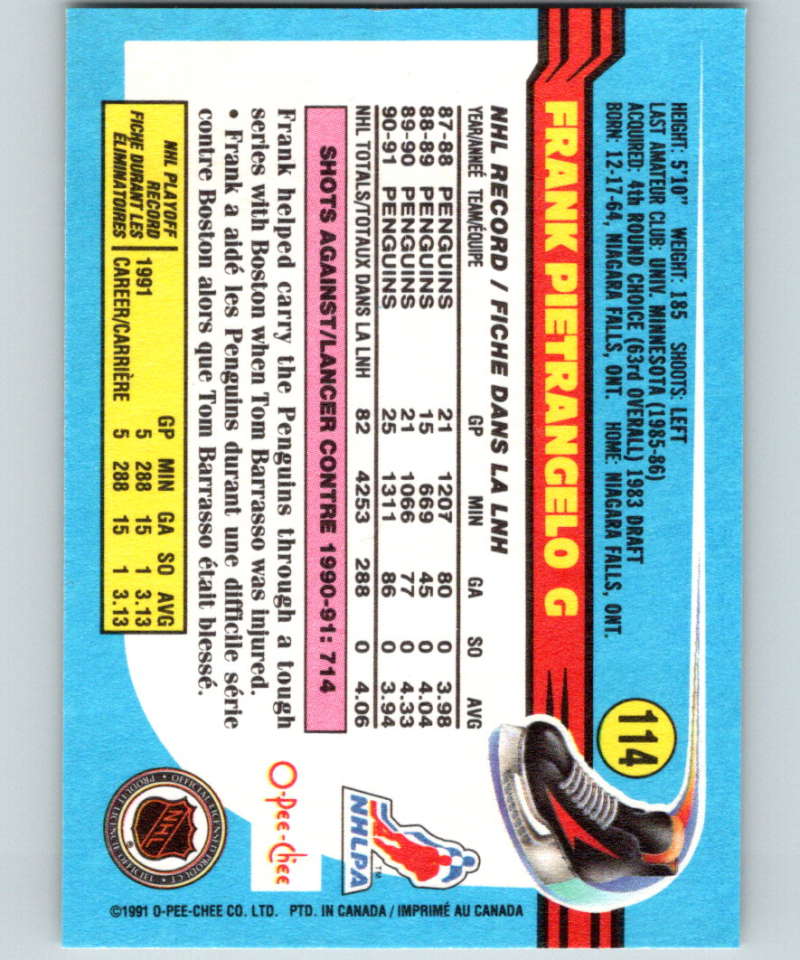 HEIGHT: 5'10" WEIGHT: 185 SHOOTS: LEFT
LAST AMATEUR CLUB: UNIV. MINNESOTA (1985-86)
ACQUIRED: 4th ROUND CHOICE (63rd OVERALL) 1983 DRAFT
BORN: 12-17-64, NIAGARA FALLS, ONT. HOME: NIAGARA FALLS, ONT.
114
FRANK PIETRANGELO G
NHL RECORD / FICHE DANS LA LNH
YEAR/ANNÉE TEAM/ÉQUIPE GP MIN GA SO AVG
87-88 PENGUINS 21 1207 80 0 3.98
88-89 PENGUINS 15 669 45 0 4.04
89-90 PENGUINS 21 1066 77 0 4.33
90-91 PENGUINS 25 1311 86 0 3.94
NHL TOTALS/TOTAUX DANS LA LNH 82 4253 288 0 4.06
SHOTS AGAINST/LANCER CONTRE 1990-91: 714
Frank helped carry the Penguins through a tough
series with Boston when Tom Barrasso was injured.
• Frank a aidé les Penguins durant une difficile série
contre Boston alors que Tom Barrasso était blessé.
NHL PLAYOFF
RECORD
FICHE DURANT LES
ÉLIMINATOIRES
GP MIN GA SO AVG
1991 5 288 15 1 3.13
CAREER/CARRIÈRE 5 288 15 1 3.13
NHLPA
TM
O-Pee-Chee
OFFICIAL LICENSED PRODUCT • PRODUIT LICENCIÉ OFFICIEL •
NHL
®
©1991 O-PEE-CHEE CO. LTD. PTD. IN CANADA / IMPRIMÉ AU CANADA